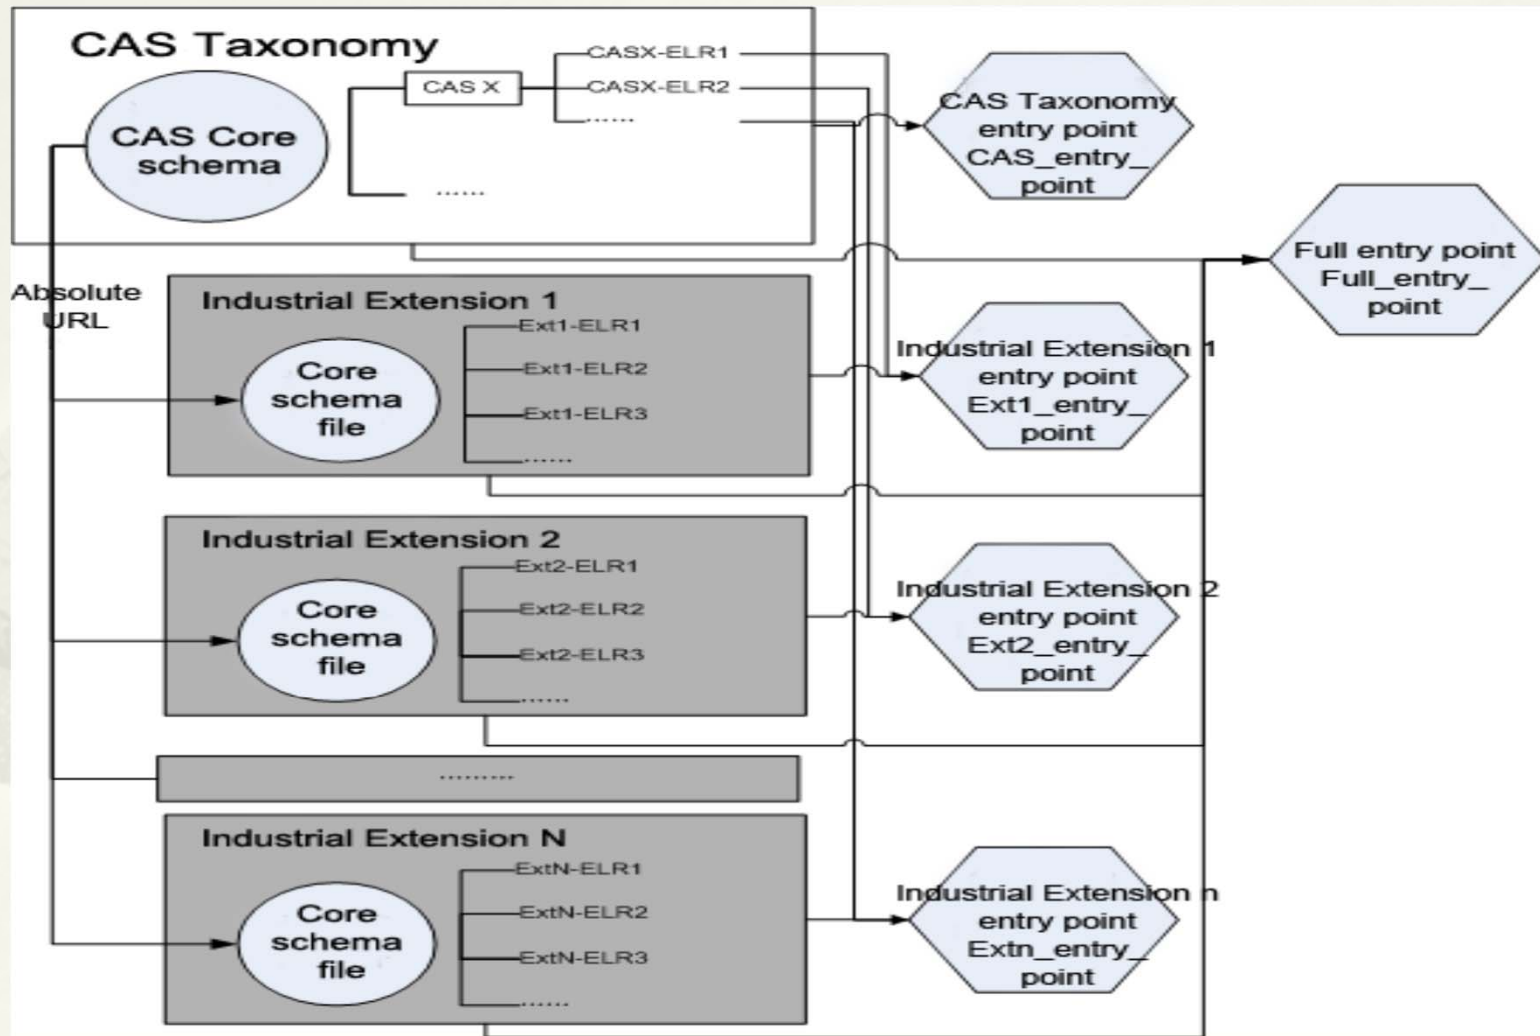 CAS Taxonomy
CAS Core
schema
CAS X
......
CASX-ELR1
CASX-ELR2
......
CAS Taxonomy
entry point
CAS_entry_
point
Full entry point
Full_entry_
point
Absolute
URL
Industrial Extension 1
Core
schema
file
Ext1-ELR1
Ext1-ELR2
Ext1-ELR3
......
Industrial Extension 1
entry point
Ext1_entry_
point
Industrial Extension 2
Core
schema
file
Ext2-ELR1
Ext2-ELR2
Ext2-ELR3
......
Industrial Extension 2
entry point
Ext2_entry_
point
.........
Industrial Extension N
Core
schema
file
ExtN-ELR1
ExtN-ELR2
ExtN-ELR3
......
Industrial Extension n
entry point
Extn_entry_
point